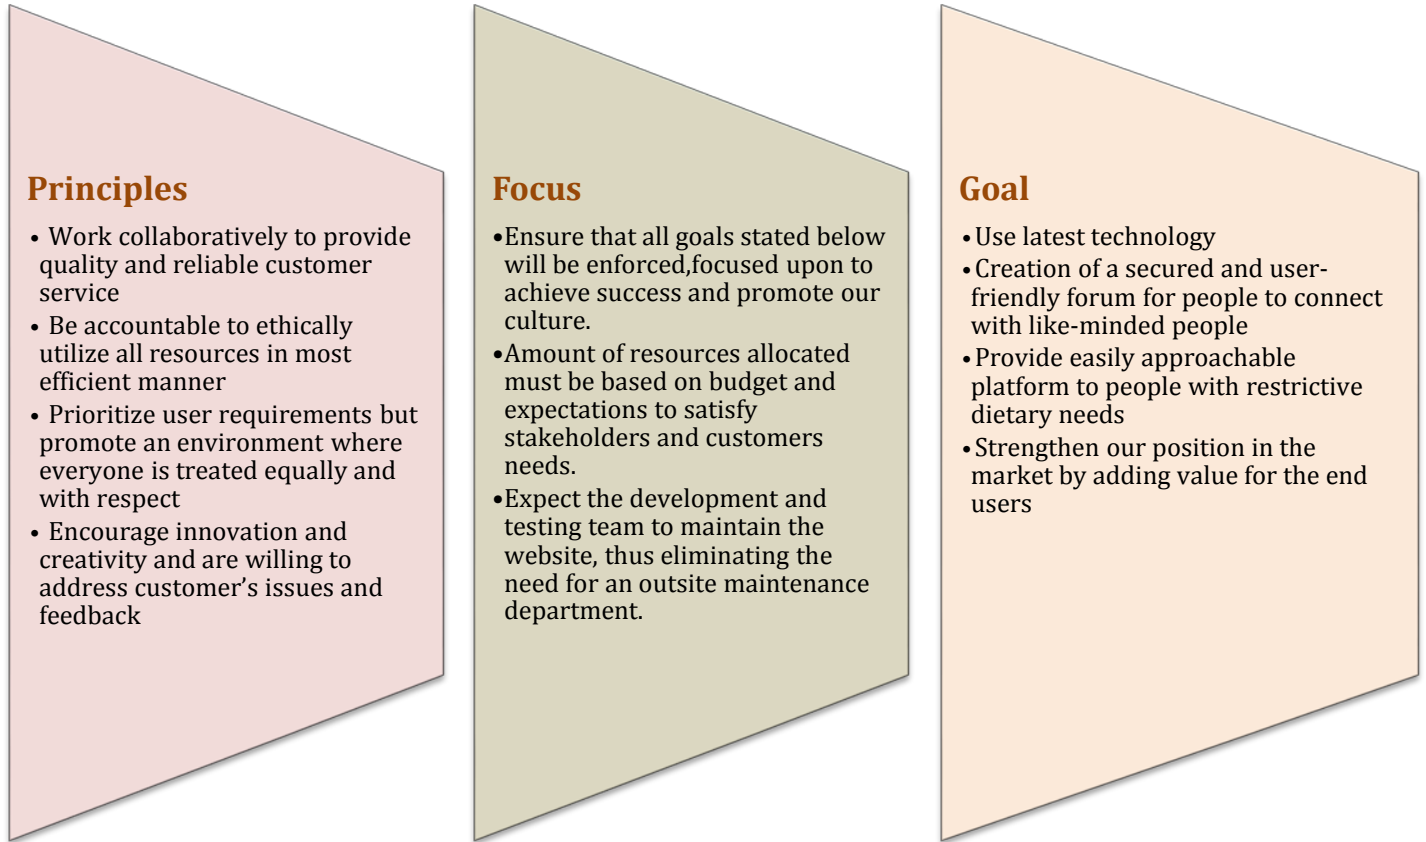 Principles
• Work collaboratively to provide
quality and reliable customer
service
• Be accountable to ethically
utilize all resources in most
efficient manner
• Prioritize user requirements but
promote an environment where
everyone is treated equally and
with respect
• Encourage innovation and
creativity and are willing to
address customer’s issues and
feedback
Focus
•Ensure that all goals stated below
will be enforced,focused upon to
achieve success and promote our
culture.
•Amount of resources allocated
must be based on budget and
expectations to satisfy
stakeholders and customers
needs.
•Expect the development and
testing team to maintain the
website, thus eliminating the
need for an outsite maintenance
department.
Goal
•Use latest technology
•Creation of a secured and user-
friendly forum for people to connect
with like-minded people
•Provide easily approachable
platform to people with restrictive
dietary needs
•Strengthen our position in the
market by adding value for the end
users